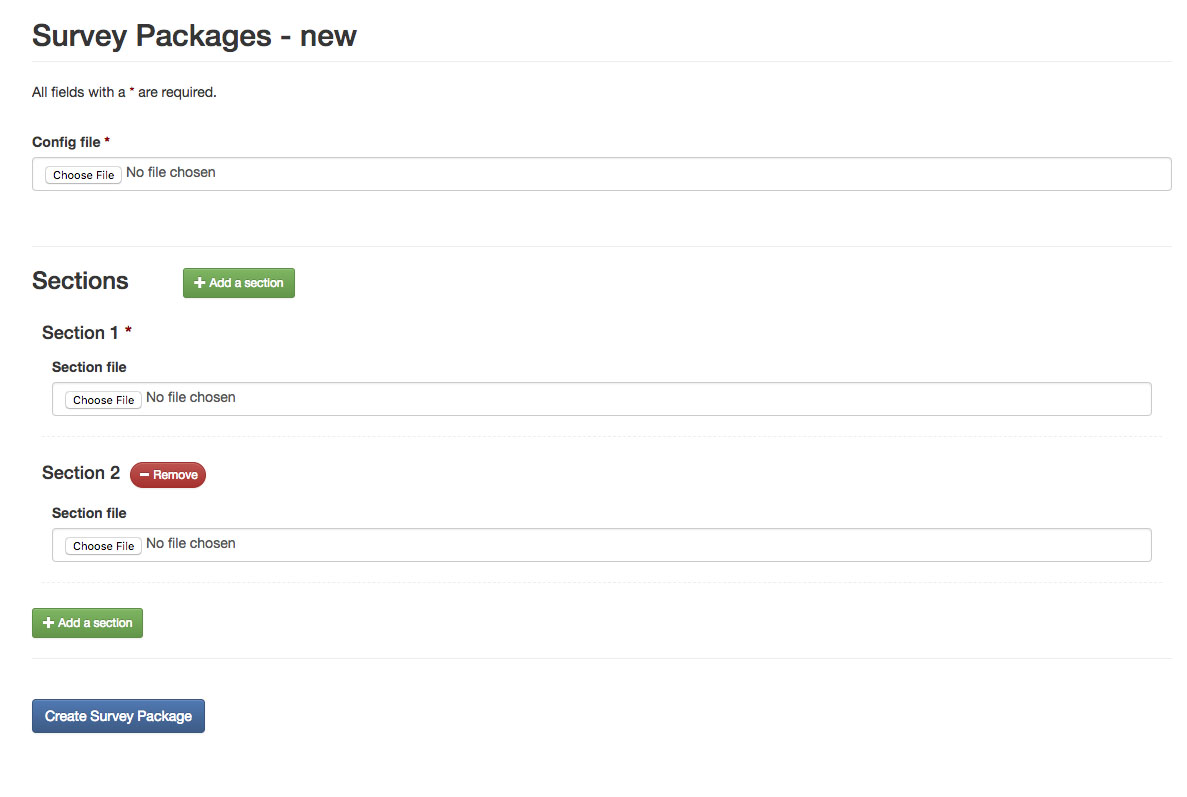 Survey Packages - new
All fields with a * are required.
Config file *
Choose File No file chosen
Sections + Add a section
Section 1 *
Section file
Choose File No file chosen
Section 2 − Remove
Section file
Choose File No file chosen
+ Add a section
Create Survey Package